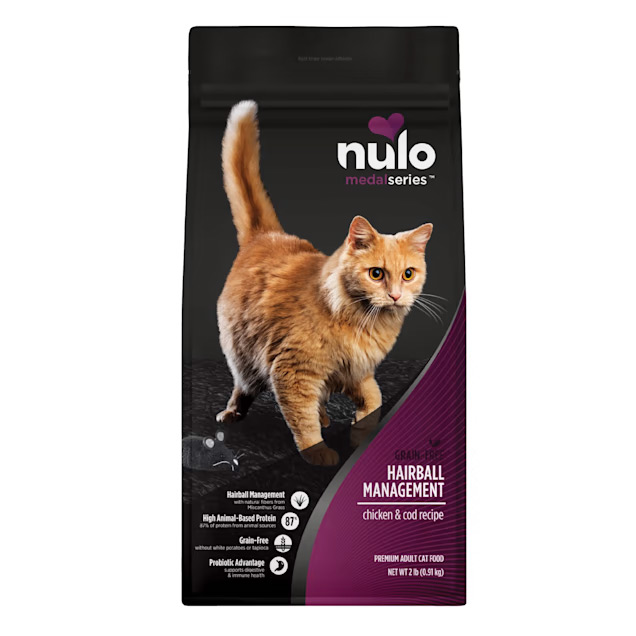 nulo
medalseries™
GRAIN-FREE
HAIRBALL
MANAGEMENT
chicken & cod recipe
Hairball Management
with natural fibers from
Miscanthus Grass
High Animal-Based Protein
87% of protein from animal sources
87%
Grain-Free
without white potatoes or tapioca
Probiotic Advantage
supports digestive
& immune health
PREMIUM ADULT CAT FOOD
NET WT 2 lb (0.91 kg)